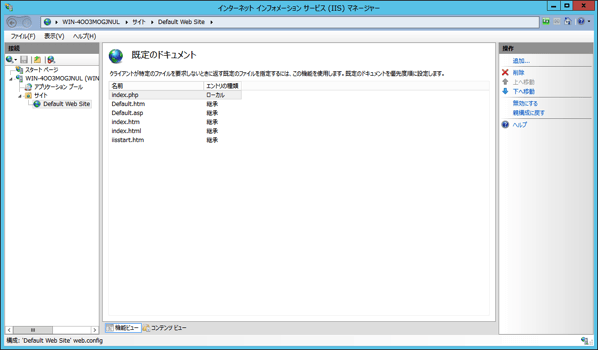 インターネット インフォメーション サービス (IIS) マネージャー
WIN-4OO3MOGJNUL ▸ サイト ▸ Default Web Site ▸
ファイル(F) 表示(V) ヘルプ(H)
接続
スタート ページ
WIN-4OO3MOGJNUL (WIN
アプリケーション プール
サイト
Default Web Site
既定のドキュメント
クライアントが特定のファイルを要求しないときに返す既定のファイルを指定するには、この機能を使用します。既定のドキュメントを優先度順に設定します。
名前 エントリの種類
index.php ローカル
Default.htm 継承
Default.asp 継承
index.htm 継承
index.html 継承
iisstart.htm 継承
機能ビュー コンテンツ ビュー
操作
追加...
削除
上へ移動
下へ移動
無効にする
親構成に戻す
ヘルプ
構成: 'Default Web Site' web.config